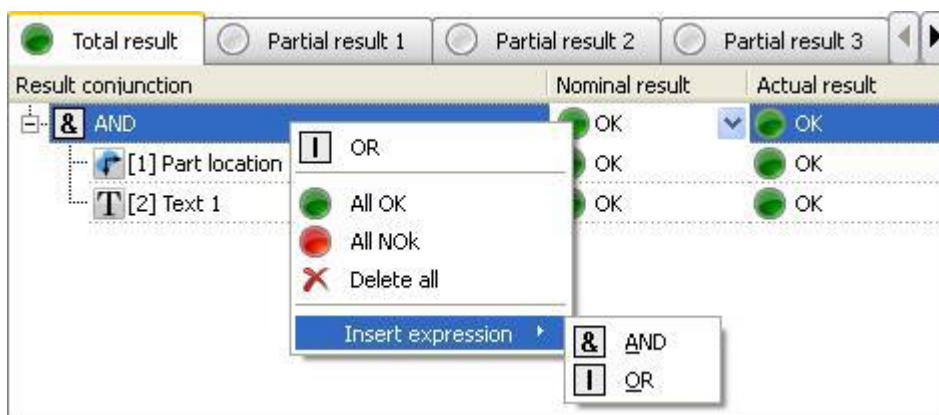 Total result Partial result 1 Partial result 2 Partial result 3
Result conjunction Nominal result Actual result
& AND OK OK
[1] Part location OK OK
T [2] Text 1 OK OK
I OR
All OK
All NOk
Delete all
Insert expression
& AND
I OR